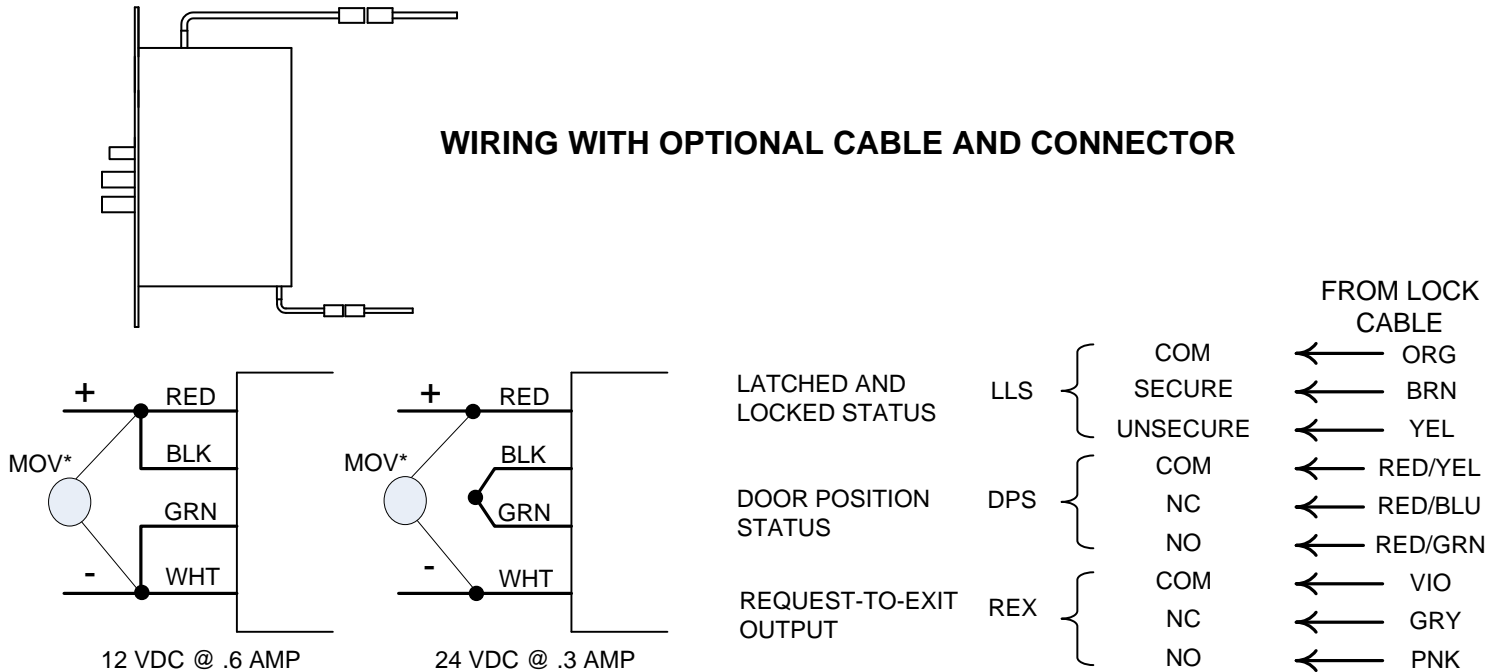 WIRING WITH OPTIONAL CABLE AND CONNECTOR
+
RED
BLK
MOV*
GRN
-
WHT
12 VDC @ .6 AMP
+
RED
BLK
MOV*
GRN
-
WHT
24 VDC @ .3 AMP
FROM LOCK
CABLE
LATCHED AND
LOCKED STATUS
LLS
COM ORG
SECURE BRN
UNSECURE YEL
DOOR POSITION
STATUS
DPS
COM RED/YEL
NC RED/BLU
NO RED/GRN
REQUEST-TO-EXIT
OUTPUT
REX
COM VIO
NC GRY
NO PNK